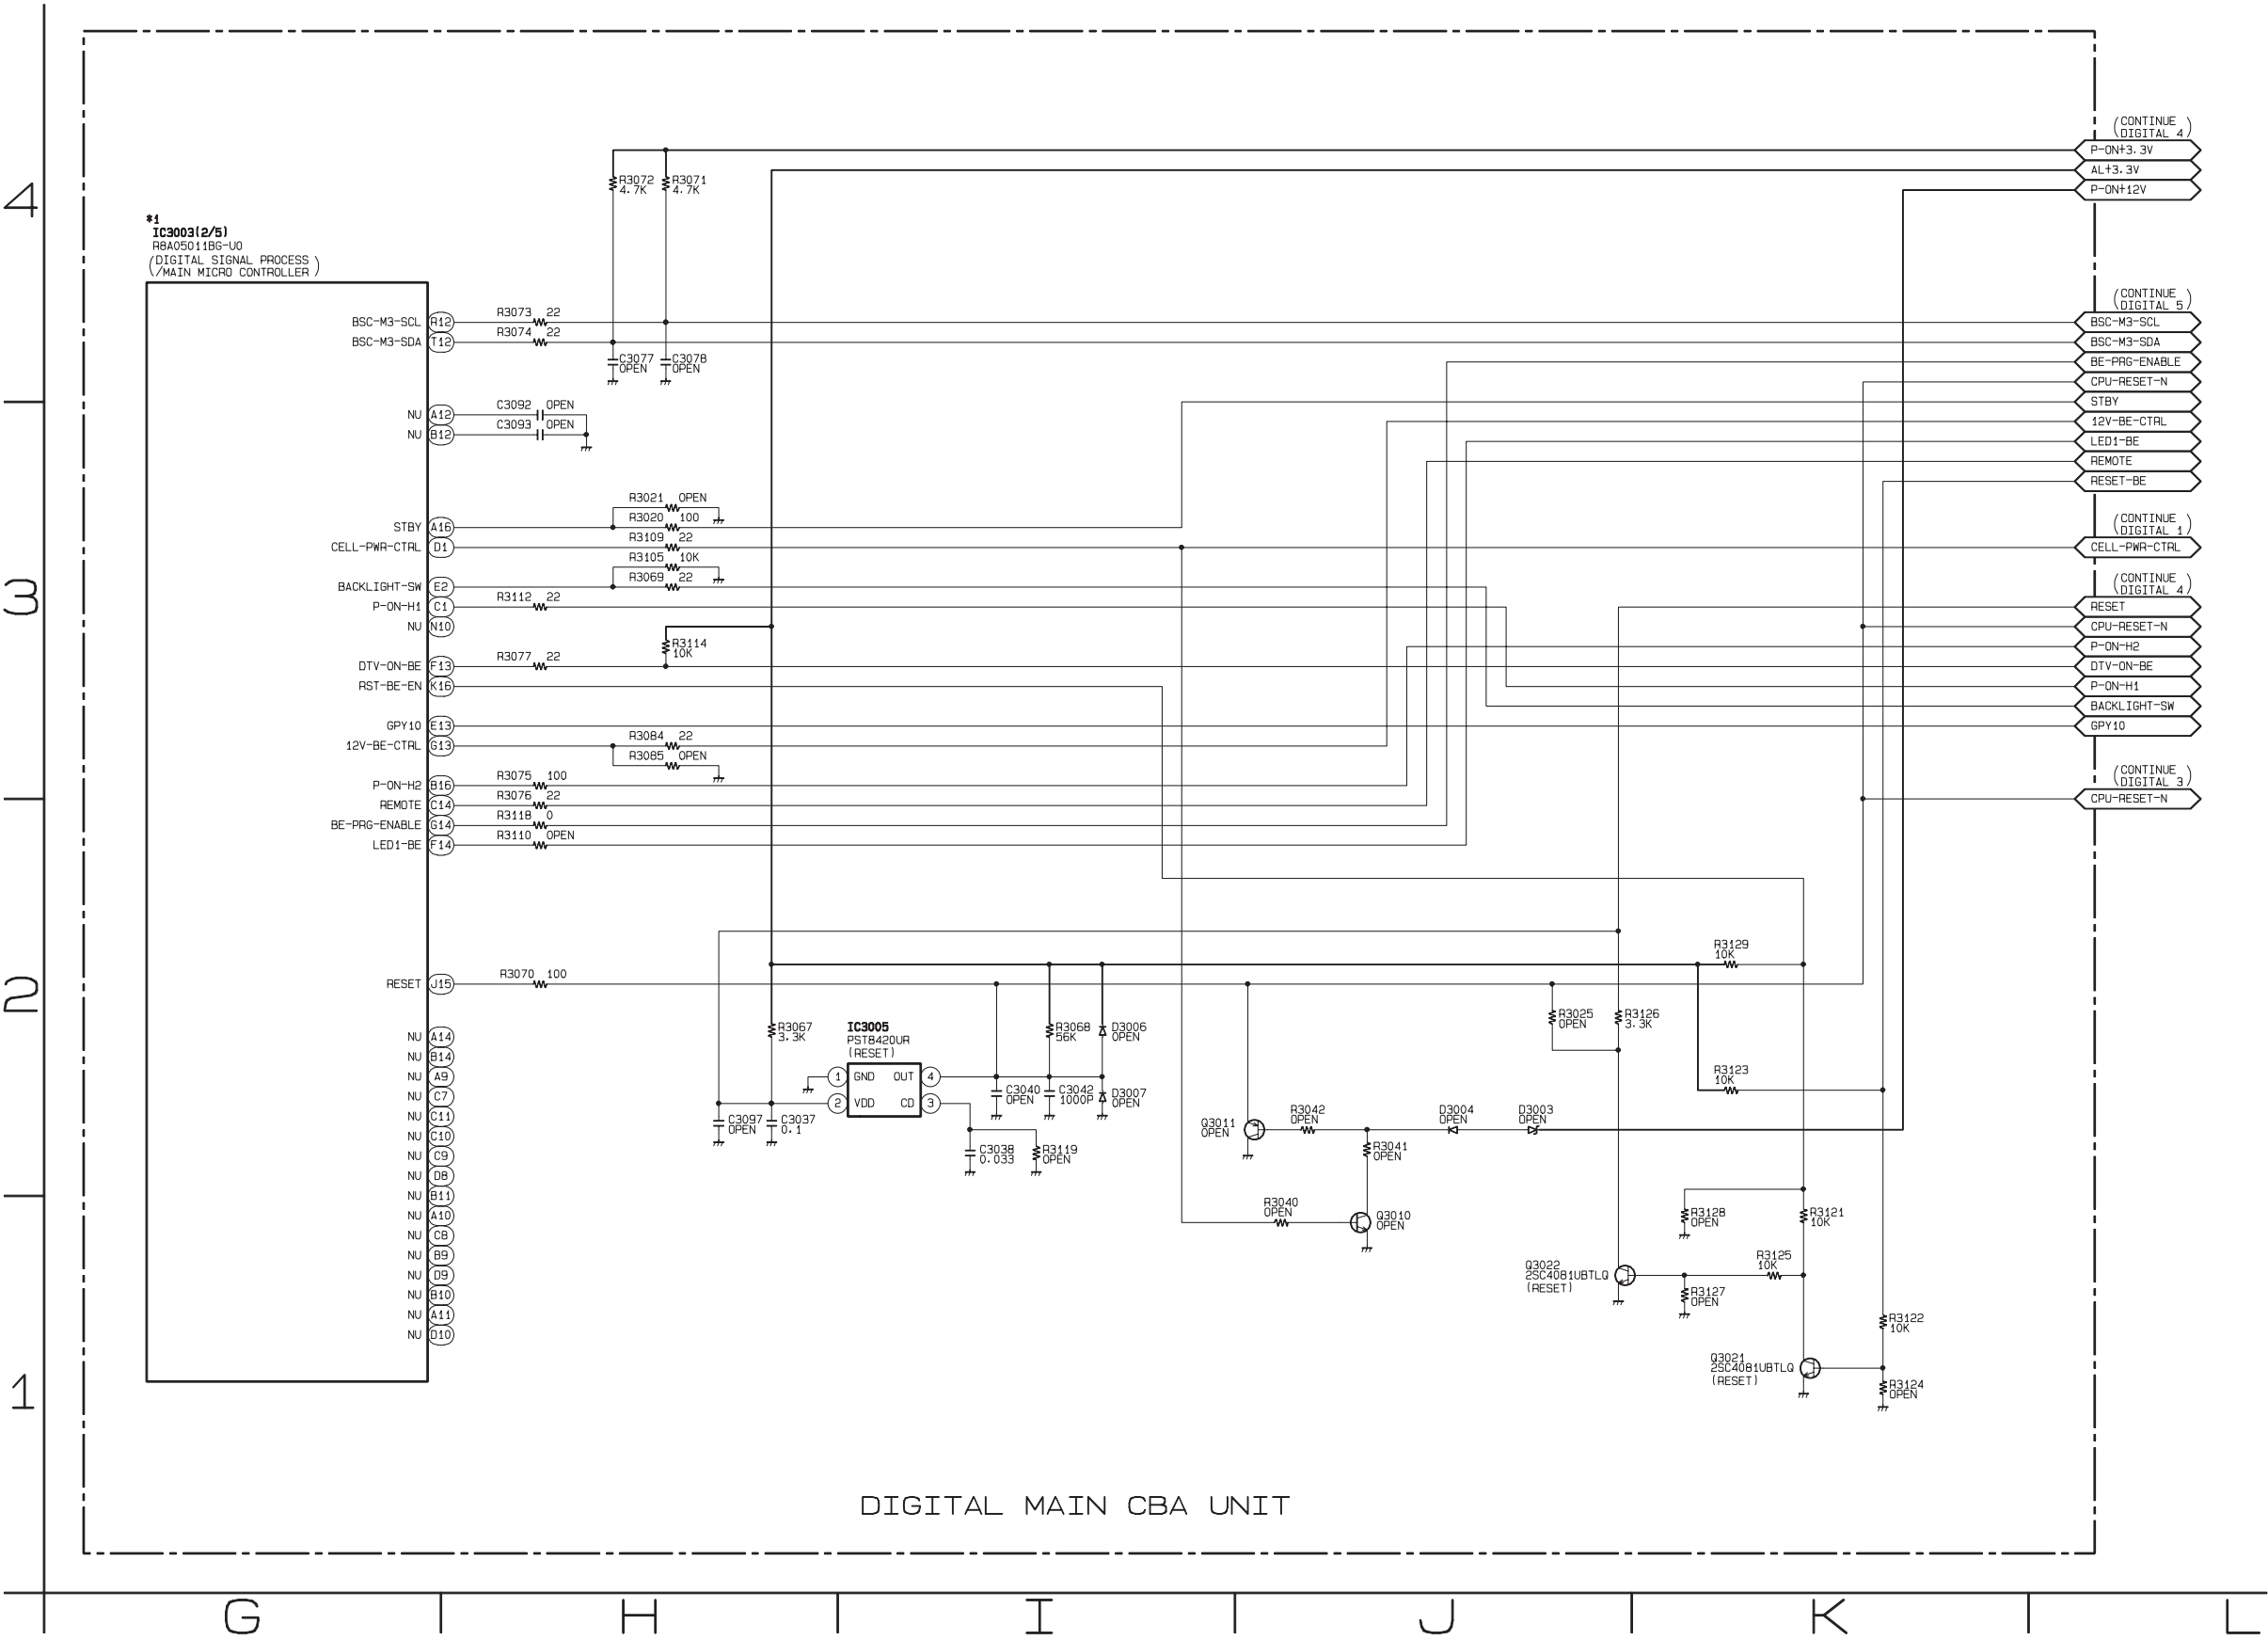 (CONTINUE
DIGITAL 4)
P-ON+3.3V
AL+3.3V
P-ON+12V
4
R3072
4.7K
R3071
4.7K
*1
IC3003(2/5)
R8A05011BG-U0
(DIGITAL SIGNAL PROCESS
/MAIN MICRO CONTROLLER)
(CONTINUE
DIGITAL 5)
BSC-M3-SCL R12 R3073 22 BSC-M3-SCL
BSC-M3-SDA T12 R3074 22 BSC-M3-SDA
C3077
OPEN
C3078
OPEN
BE-PRG-ENABLE
CPU-RESET-N
STBY
12V-BE-CTRL
LED1-BE
REMOTE
RESET-BE
NU A12 C3092 OPEN
NU B12 C3093 OPEN
R3021 OPEN
STBY A16 R3020 100
(CONTINUE
DIGITAL 1)
CELL-PWR-CTRL D1 R3109 22 CELL-PWR-CTRL
R3105 10K
BACKLIGHT-SW E2 R3069 22
3
(CONTINUE
DIGITAL 4)
P-ON-H1 C1 R3112 22 RESET
NU N10 CPU-RESET-N
R3114
10K
P-ON-H2
DTV-ON-BE F13 R3077 22 DTV-ON-BE
RST-BE-EN K16 P-ON-H1
BACKLIGHT-SW
GPY10 E13 GPY10
12V-BE-CTRL G13 R3084 22
R3085 OPEN
(CONTINUE
DIGITAL 3)
CPU-RESET-N
P-ON-H2 B16 R3075 100
REMOTE C14 R3076 22
BE-PRG-ENABLE G14 R3118 0
LED1-BE F14 R3110 OPEN
2
R3129
10K
RESET J15 R3070 100
R3067
3.3K
IC3005
PST8420UR
(RESET)
1 GND OUT 4
2 VDD CD 3
R3068
56K
D3006
OPEN
R3025
OPEN
R3126
3.3K
C3040
OPEN
C3042
1000P
D3007
OPEN
R3123
10K
C3097
OPEN
C3037
0.1
C3038
0.033
R3119
OPEN
Q3011
OPEN
R3042
OPEN
D3004
OPEN
D3003
OPEN
R3041
OPEN
R3040
OPEN
Q3010
OPEN
R3128
OPEN
R3121
10K
R3125
10K
Q3022
2SC4081UBTLQ
(RESET)
R3127
OPEN
R3122
10K
Q3021
2SC4081UBTLQ
(RESET)
R3124
OPEN
NU A14
NU B14
NU A9
NU C7
NU C11
NU C10
NU C9
NU D8
NU B11
NU A10
NU C8
NU B9
NU D9
NU B10
NU A11
NU D10
1
DIGITAL MAIN CBA UNIT
G H I J K L